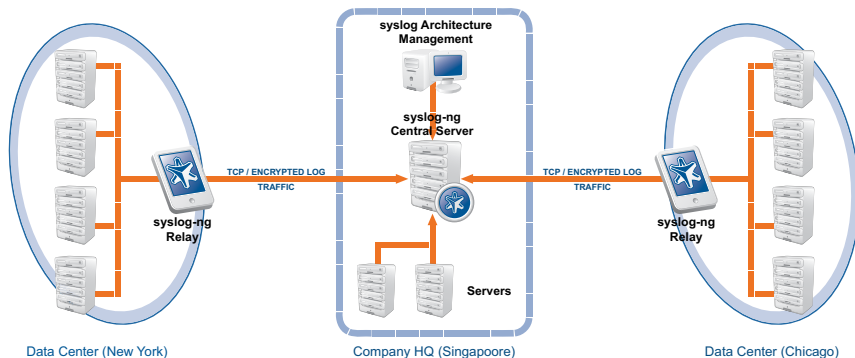 syslog Architecture
Management
syslog-ng
Central Server
TCP / ENCRYPTED LOG
TRAFFIC
TCP / ENCRYPTED LOG
TRAFFIC
syslog-ng
Relay
syslog-ng
Relay
Servers
Data Center (New York)
Company HQ (Singapoore)
Data Center (Chicago)